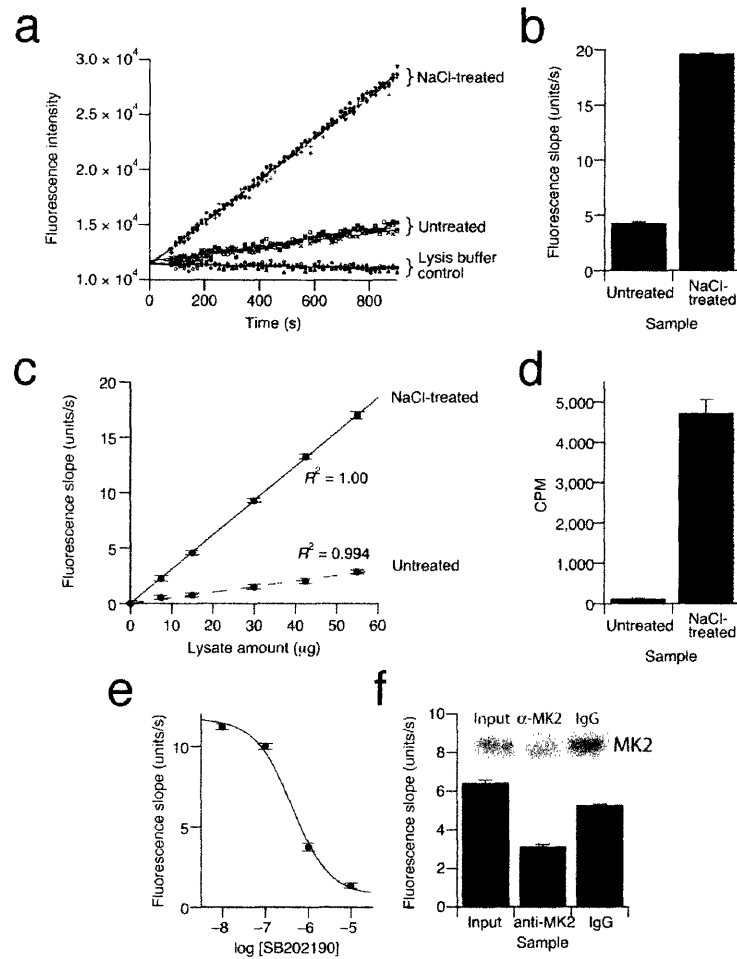 a
Fluorescence intensity
3.0 × 10⁴
2.5 × 10⁴
2.0 × 10⁴
1.5 × 10⁴
1.0 × 10⁴
0 200 400 600 800
Time (s)
NaCl-treated
Untreated
Lysis buffer
control
b
Fluorescence slope (units/s)
20
15
10
5
0
Untreated NaCl-
treated
Sample
c
Fluorescence slope (units/s)
20
15
10
5
0
0 10 20 30 40 50 60
Lysate amount (μg)
NaCl-treated
R² = 1.00
R² = 0.994
Untreated
d
CPM
5,000
4,000
3,000
2,000
1,000
0
Untreated NaCl-
treated
Sample
e
Fluorescence slope (units/s)
10
5
0
−8 −7 −6 −5
log [SB202190]
f
Fluorescence slope (units/s)
10
8
6
4
2
0
Input α-MK2 IgG
MK2
Input anti-MK2 IgG
Sample